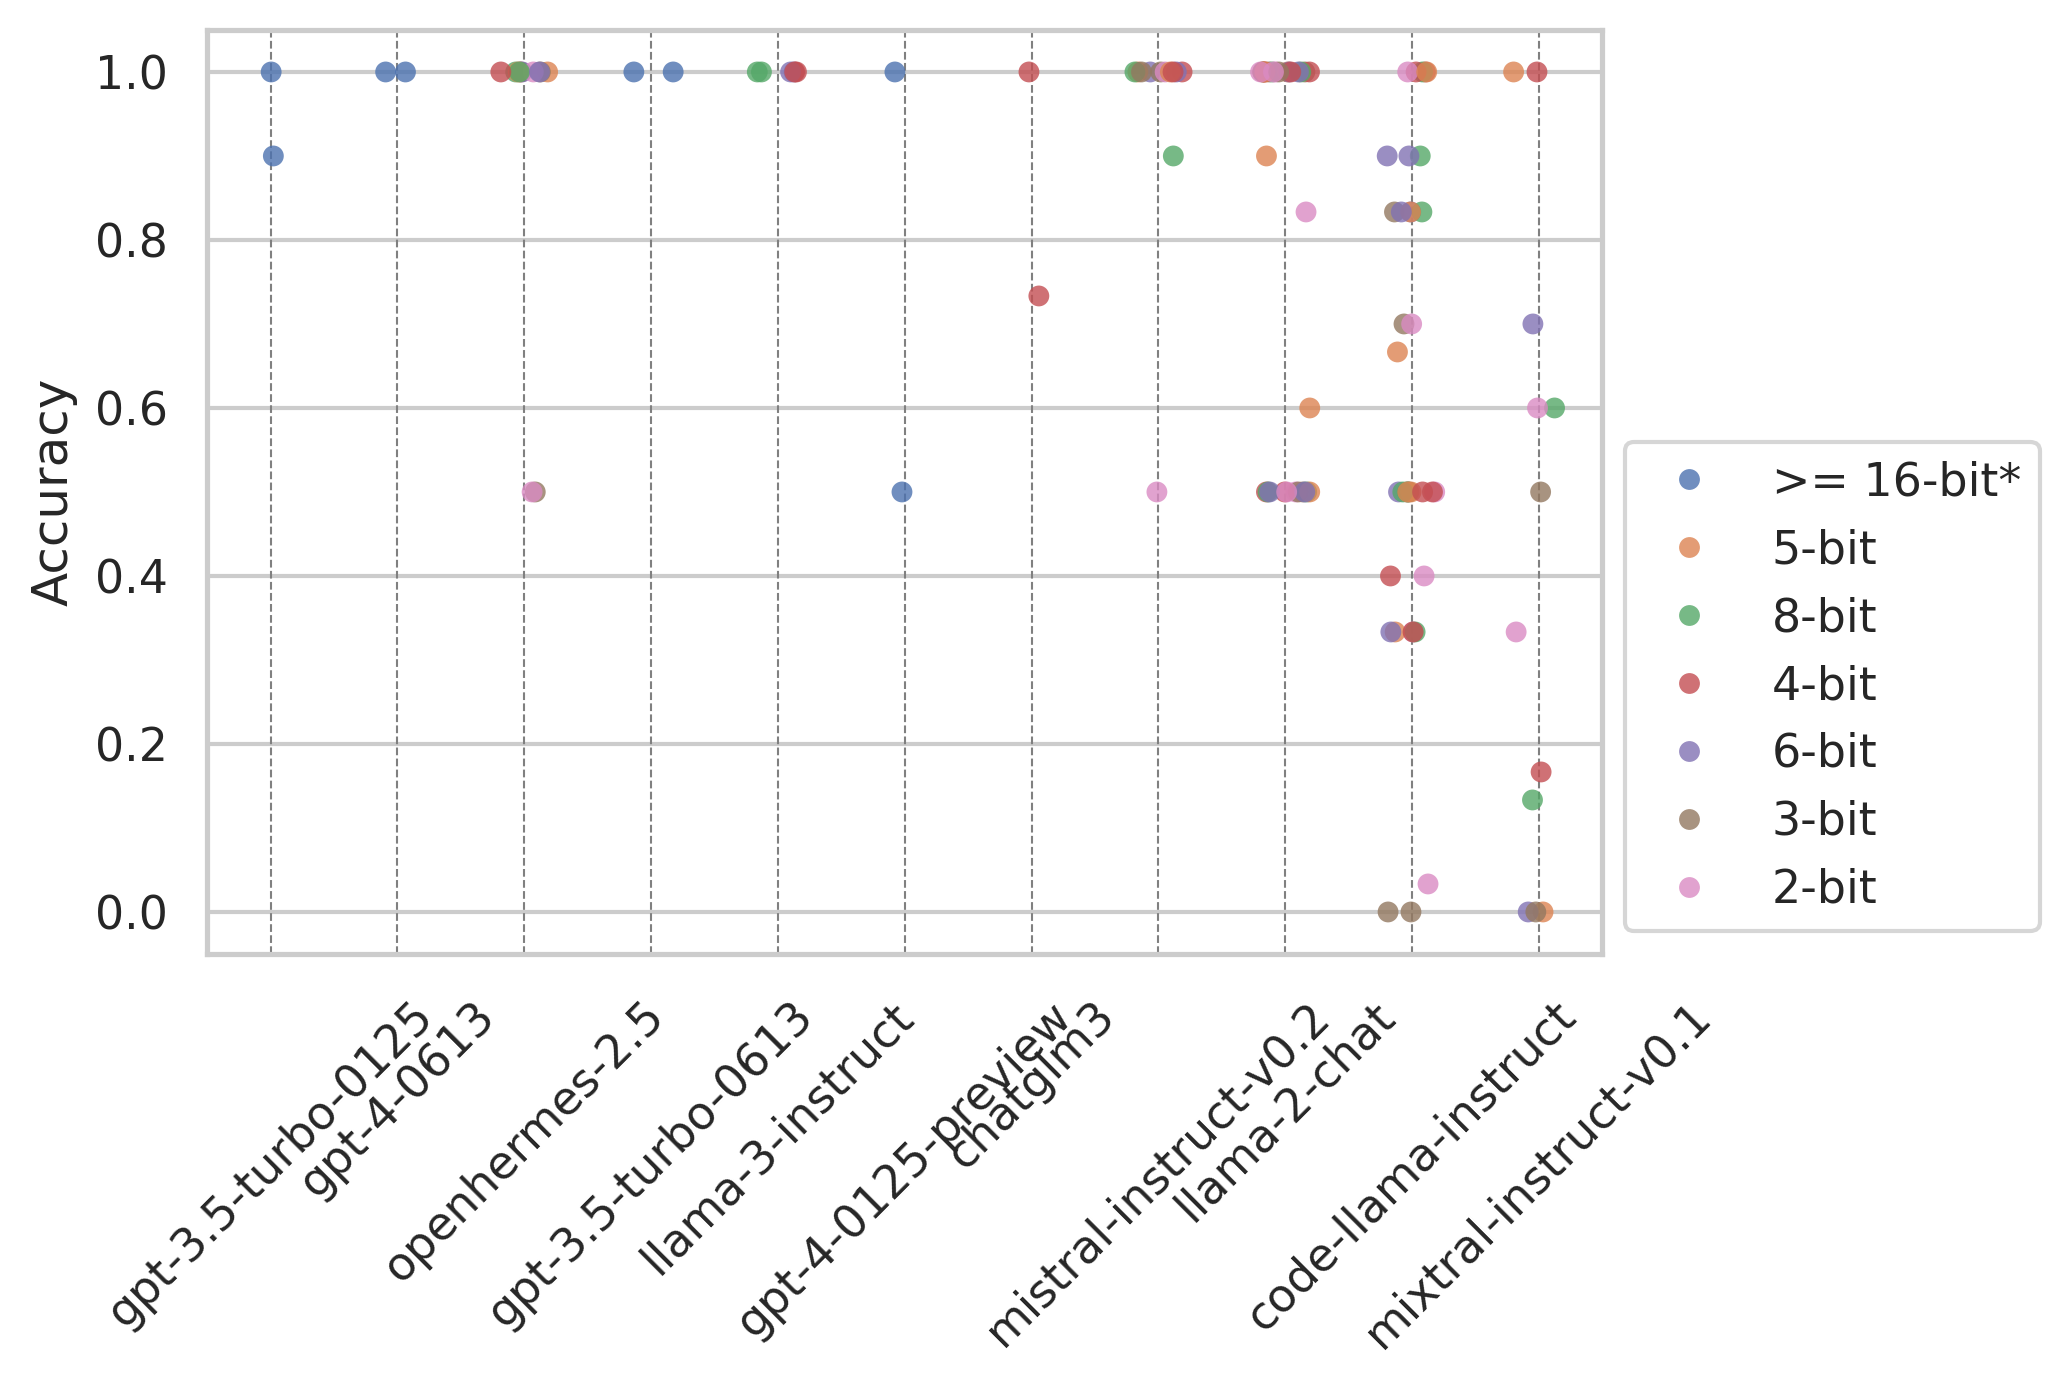 1.0
0.8
0.6
0.4
0.2
0.0
Accuracy
>= 16-bit*
5-bit
8-bit
4-bit
6-bit
3-bit
2-bit
gpt-3.5-turbo-0125
gpt-4-0613
openhermes-2.5
gpt-3.5-turbo-0613
llama-3-instruct
gpt-4-0125-preview
chatglm3
mistral-instruct-v0.2
llama-2-chat
code-llama-instruct
mixtral-instruct-v0.1